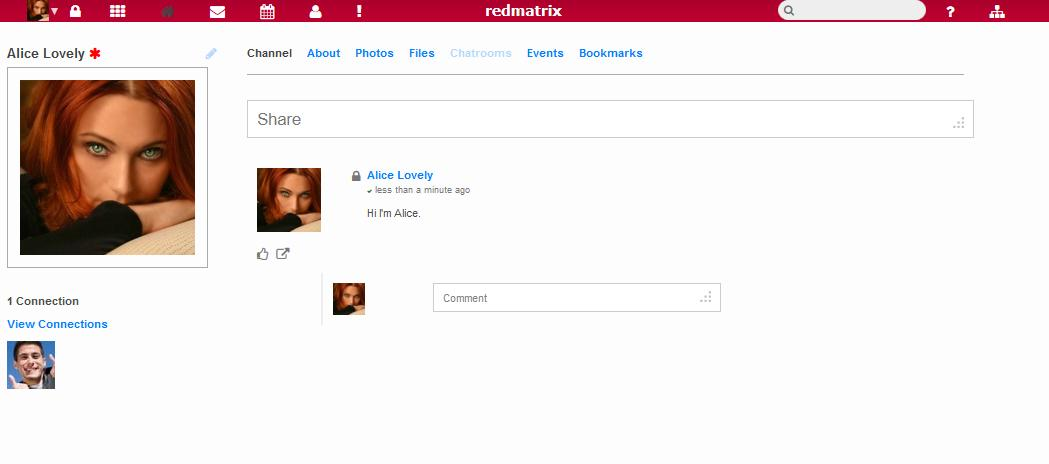 redmatrix
?
Alice Lovely *
Channel About Photos Files Chatrooms Events Bookmarks
Share
Alice Lovely
less than a minute ago
Hi I'm Alice.
Comment
1 Connection
View Connections